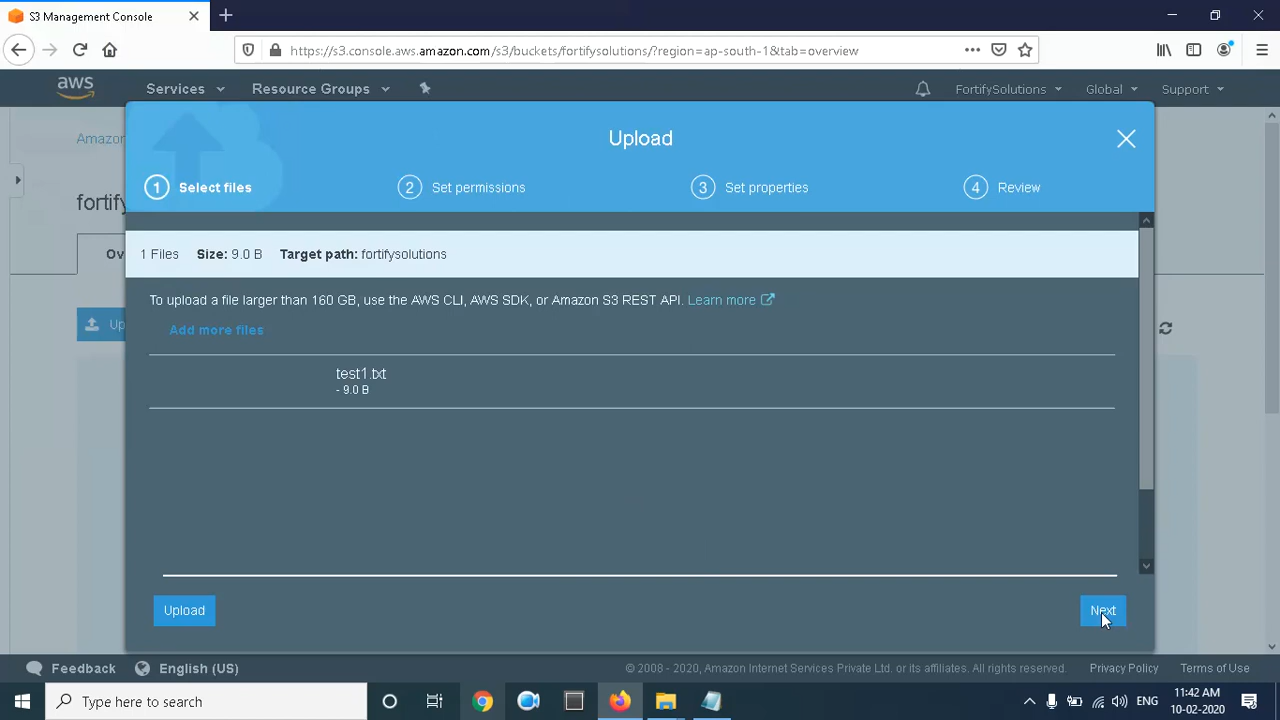 S3 Management Console
https://s3.console.aws.amazon.com/s3/buckets/fortifysolutions/?region=ap-south-1&tab=overview
aws
Services
Resource Groups
FortifySolutions
Global
Support
Amazon
Upload
1 Select files
2 Set permissions
3 Set properties
4 Review
fortify
Ov
1 Files Size: 9.0 B Target path: fortifysolutions
To upload a file larger than 160 GB, use the AWS CLI, AWS SDK, or Amazon S3 REST API. Learn more
Up
Add more files
test1.txt
- 9.0 B
Upload
Next
Feedback
English (US)
© 2008 - 2020, Amazon Internet Services Private Ltd. or its affiliates. All rights reserved.
Privacy Policy
Terms of Use
Type here to search
ENG
11:42 AM
10-02-2020